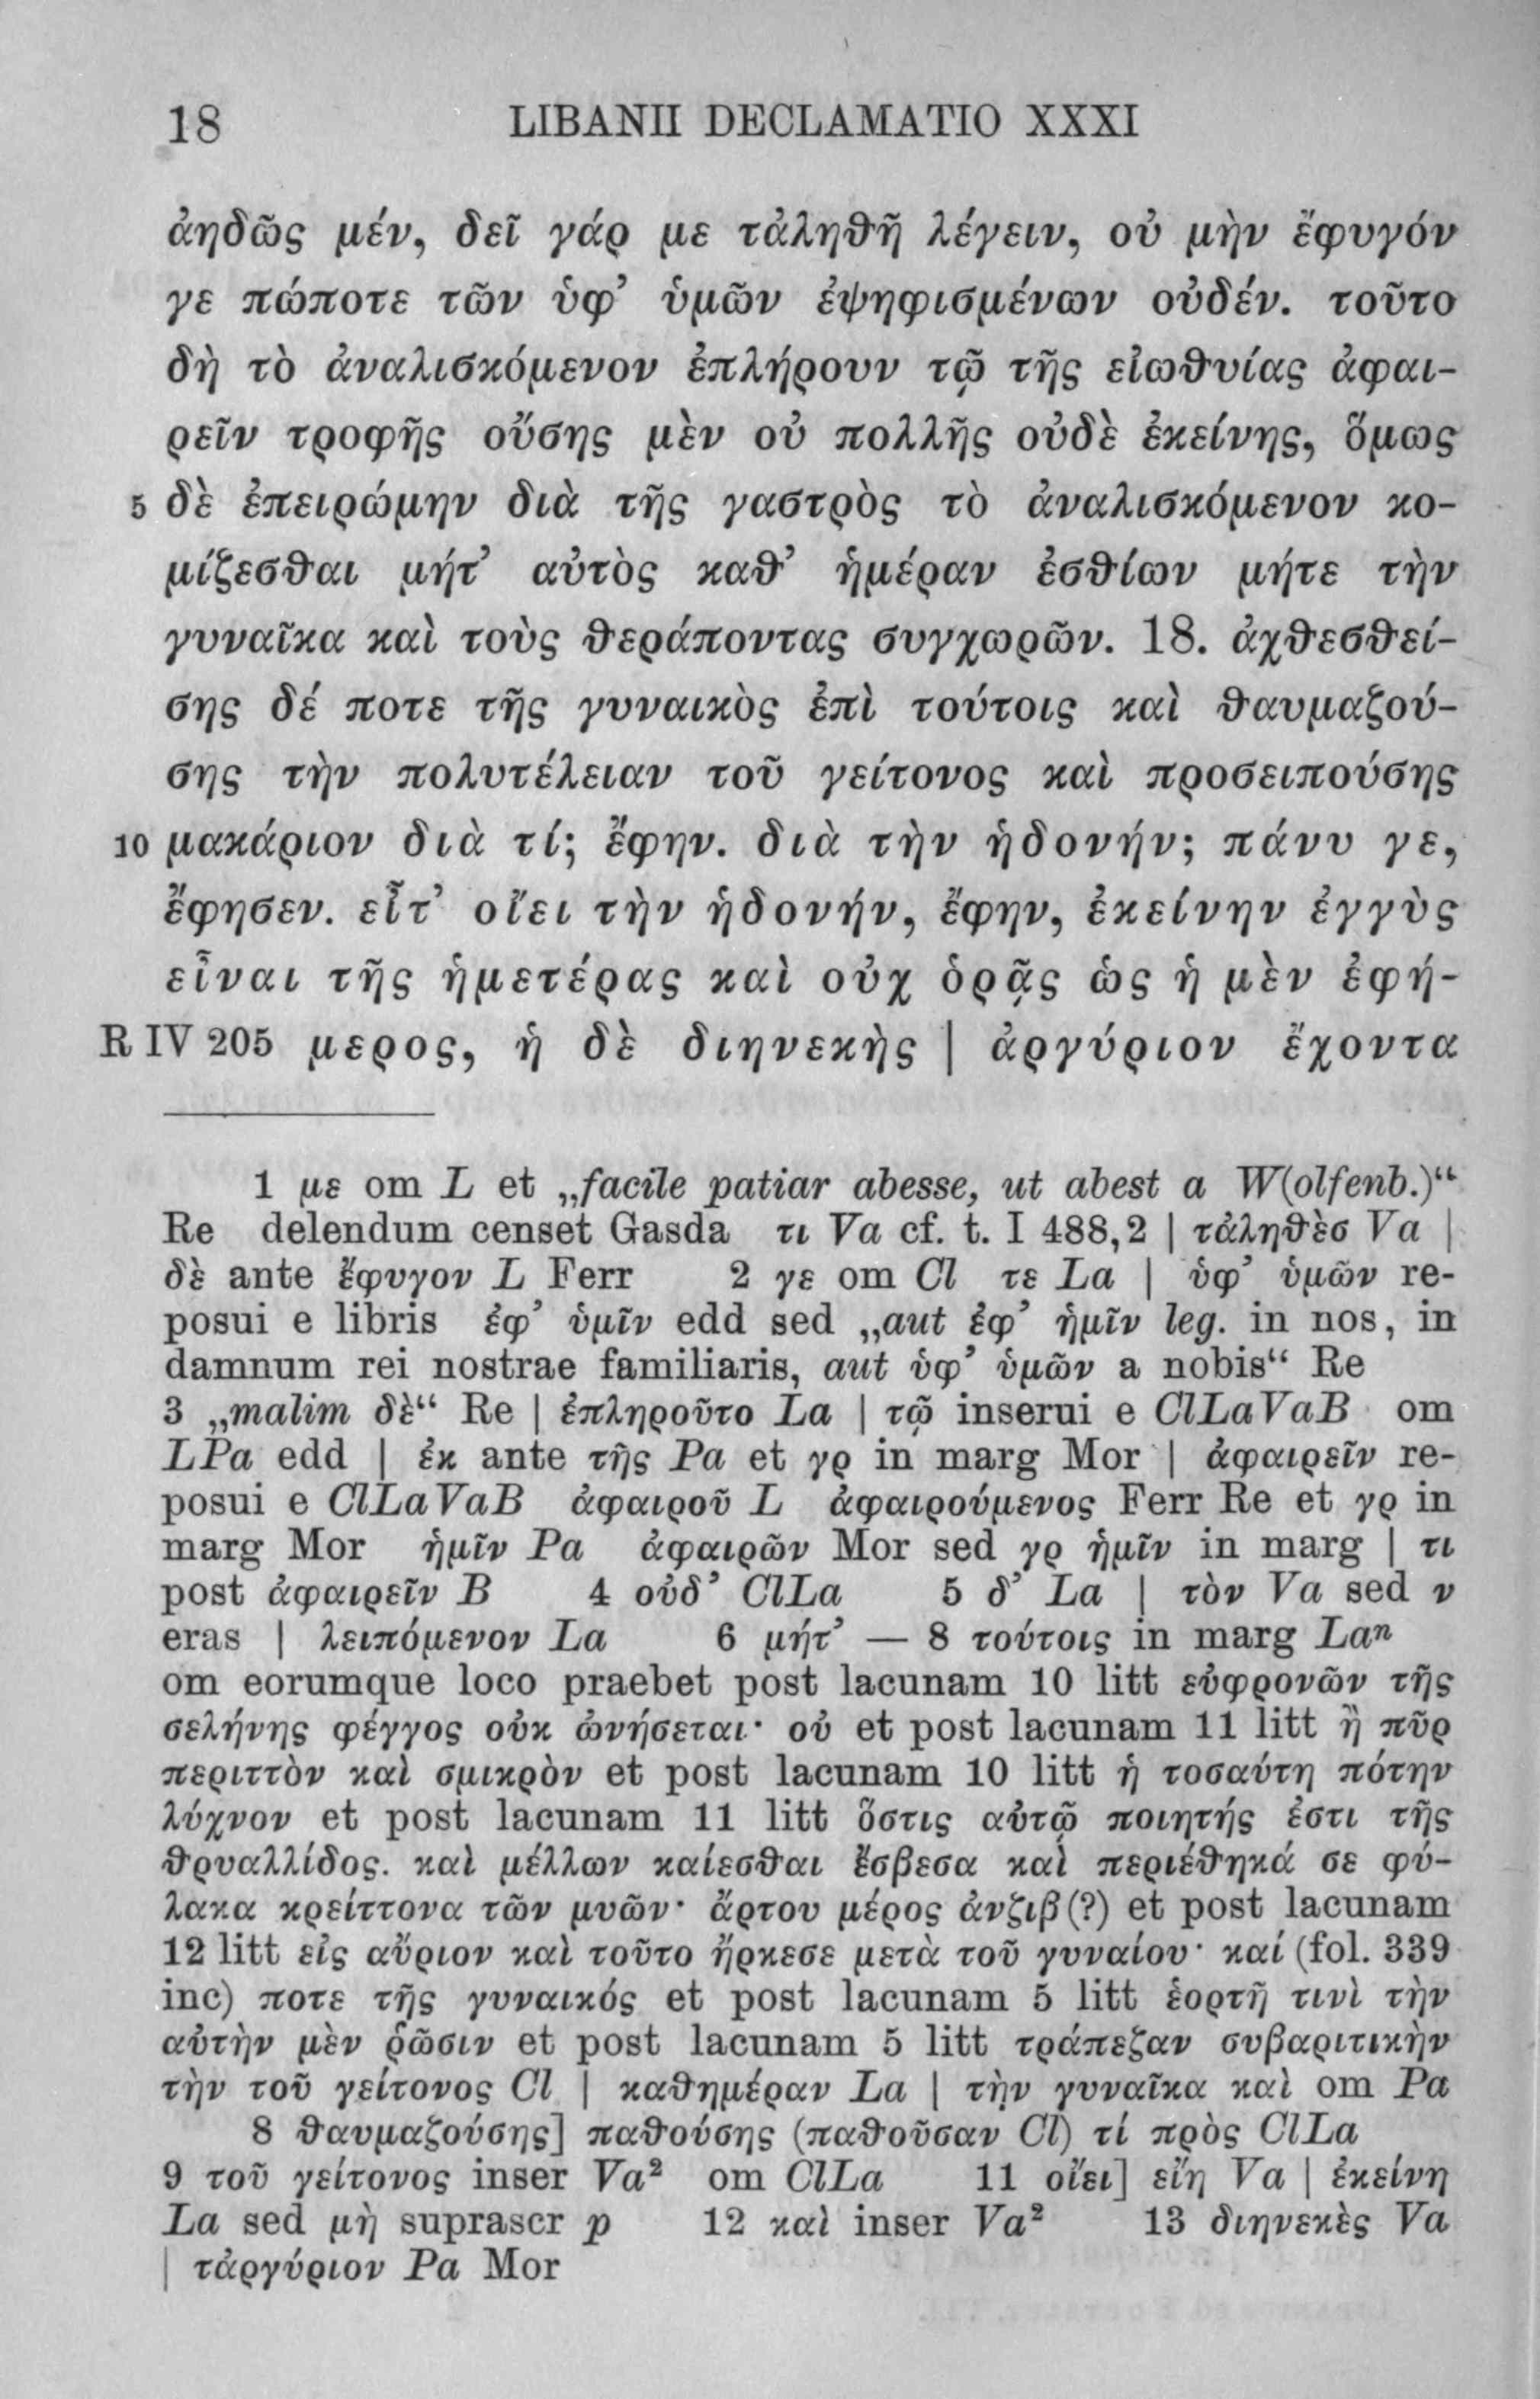 18 LIBANII DECLAMATIO XXXI
ἀηδῶς μέν, δεῖ γάρ με τἀληθῆ λέγειν, οὐ μὴν ἔφυγόν
γε πώποτε τῶν ὑφ’ ὑμῶν ἐψηφισμένων οὐδέν. τοῦτο
δὴ τὸ ἀναλισκόμενον ἐπλήρουν τῷ τῆς εἰωθυίας ἀφαι-
ρεῖν τροφῆς οὔσης μὲν οὐ πολλῆς οὐδὲ ἐκείνης, ὅμως
5 δὲ ἐπειρώμην διὰ τῆς γαστρὸς τὸ ἀναλισκόμενον κο-
μίζεσθαι μήτ’ αὐτὸς καθ’ ἡμέραν ἐσθίων μήτε τὴν
γυναῖκα καὶ τοὺς θεράποντας συγχωρῶν. 18. ἀχθεσθεί-
σης δέ ποτε τῆς γυναικὸς ἐπὶ τούτοις καὶ θαυμαζού-
σης τὴν πολυτέλειαν τοῦ γείτονος καὶ προσειπούσης
10 μακάριον διὰ τί; ἔφην. διὰ τὴν ἡδονήν; πάνυ γε,
ἔφησεν. εἶτ’ οἴει τὴν ἡδονήν, ἔφην, ἐκείνην ἐγγὺς
εἶναι τῆς ἡμετέρας καὶ οὐχ ὁρᾷς ὡς ἡ μὲν ἐφή-
R IV 205 μερος, ἡ δὲ διηνεκὴς | ἀργύριον ἔχοντα
1 με om L et „facile patiar abesse, ut abest a W(olfenb.)“
Re delendum censet Gasda τι Va cf. t. I 488,2 | τἀληθὲσ Va |
δὲ ante ἔφυγον L Ferr 2 γε om Cl τε La | ὑφ’ ὑμῶν re-
posui e libris ἐφ’ ὑμῖν edd sed „aut ἐφ’ ἡμῖν leg. in nos, in
damnum rei nostrae familiaris, aut ὑφ’ ὑμῶν a nobis“ Re
3 „malim δὲ“ Re | ἐπληροῦτο La | τῷ inserui e ClLaVaB om
LPa edd | ἐκ ante τῆς Pa et γρ in marg Mor | ἀφαιρεῖν re-
posui e ClLaVaB ἀφαιροῦ L ἀφαιρούμενος Ferr Re et γρ in
marg Mor ἡμῖν Pa ἀφαιρῶν Mor sed γρ ἡμῖν in marg | τι
post ἀφαιρεῖν B 4 οὐδ’ ClLa 5 δ’ La | τὸν Va sed ν
eras | λειπόμενον La 6 μήτ’ — 8 τούτοις in marg Laⁿ
om eorumque loco praebet post lacunam 10 litt εὐφρονῶν τῆς
σελήνης φέγγος οὐκ ὠνήσεται· οὐ et post lacunam 11 litt ἢ πῦρ
περιττὸν καὶ σμικρὸν et post lacunam 10 litt ἡ τοσαύτη πότην
λύχνον et post lacunam 11 litt ὅστις αὐτῷ ποιητής ἐστι τῆς
θρυαλλίδος. καὶ μέλλων καίεσθαι ἔσβεσα καὶ περιέθηκά σε φύ-
λακα κρείττονα τῶν μυῶν· ἄρτου μέρος ἀνζιβ(?) et post lacunam
12 litt εἰς αὔριον καὶ τοῦτο ἤρκεσε μετὰ τοῦ γυναίου· καί (fol. 339
inc) ποτε τῆς γυναικός et post lacunam 5 litt ἑορτῇ τινὶ τὴν
αὐτὴν μὲν ῥῶσιν et post lacunam 5 litt τράπεζαν συβαριτικὴν
τὴν τοῦ γείτονος Cl | καθημέραν La | τὴν γυναῖκα καὶ om Pa
8 θαυμαζούσης] παθούσης (παθοῦσαν Cl) τί πρὸς ClLa
9 τοῦ γείτονος inser Va² om ClLa 11 οἴει] εἴη Va | ἐκείνη
La sed μὴ suprascr p 12 καὶ inser Va² 13 διηνεκὲς Va
| τἀργύριον Pa Mor